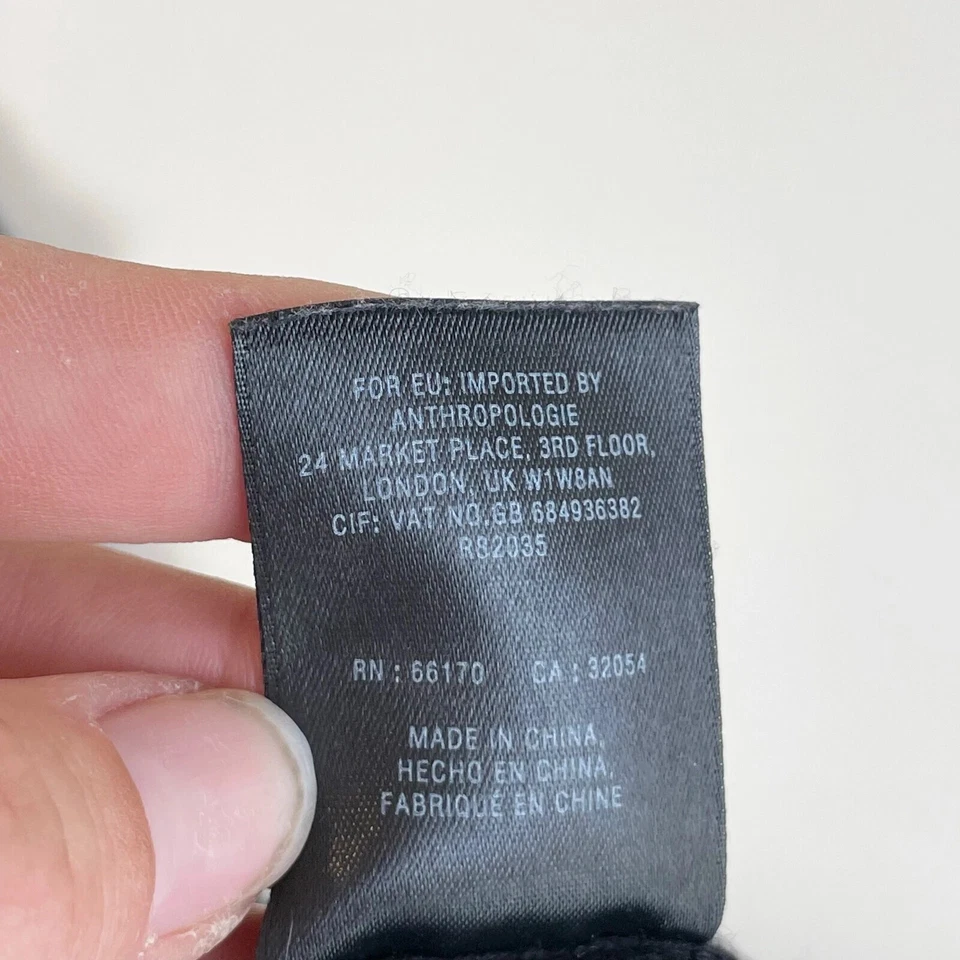 FOR EU: IMPORTED BY
ANTHROPOLOGIE
24 MARKET PLACE, 3RD FLOOR,
LONDON, UK W1W8AN
CIF: VAT NO.GB 684936382
RS2035
RN : 66170 CA : 32054
MADE IN CHINA,
HECHO EN CHINA,
FABRIQUÉ EN CHINE